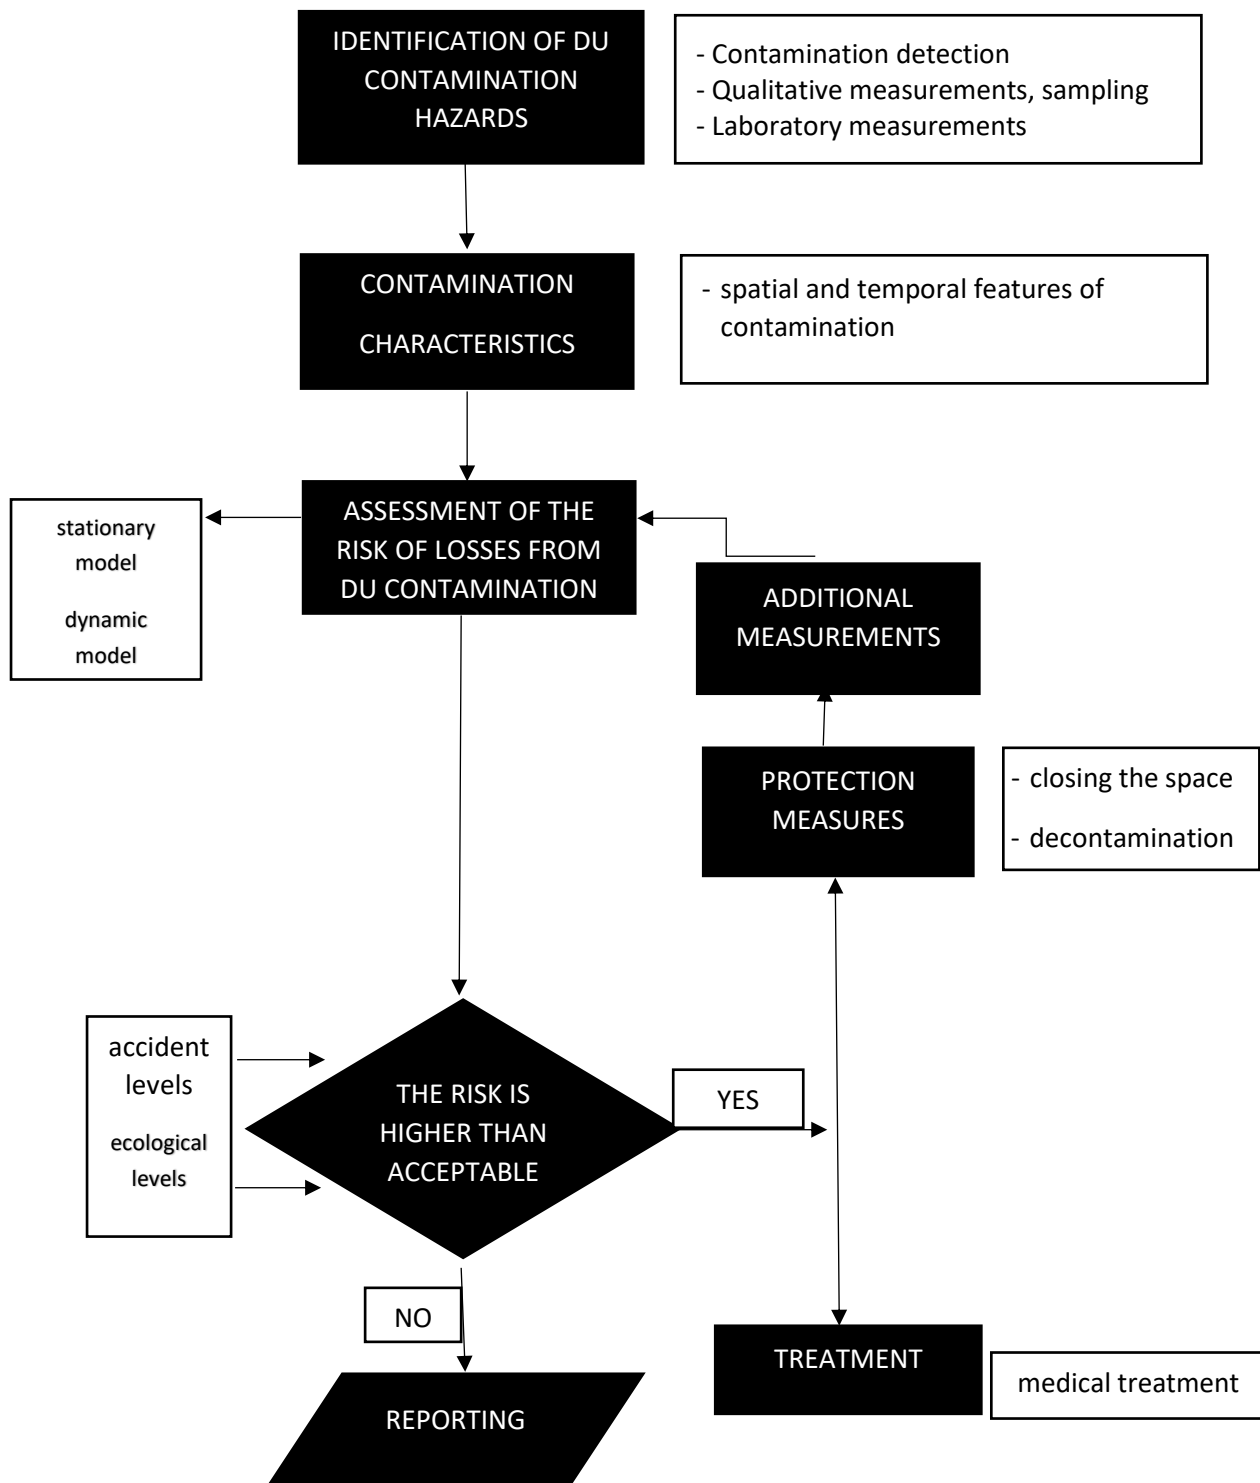 IDENTIFICATION OF DU
CONTAMINATION
HAZARDS
- Contamination detection
- Qualitative measurements, sampling
- Laboratory measurements
CONTAMINATION
CHARACTERISTICS
- spatial and temporal features of
contamination
stationary
model
dynamic
model
ASSESSMENT OF THE
RISK OF LOSSES FROM
DU CONTAMINATION
ADDITIONAL
MEASUREMENTS
PROTECTION
MEASURES
- closing the space
- decontamination
accident
levels
ecological
levels
THE RISK IS
HIGHER THAN
ACCEPTABLE
YES
NO
REPORTING
TREATMENT
medical treatment